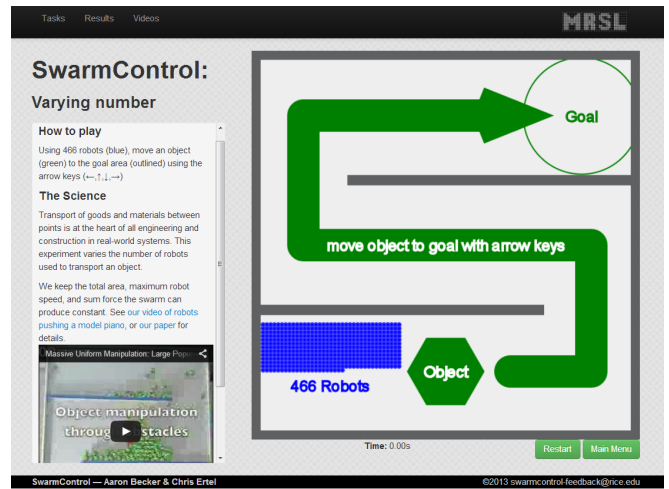 Tasks Results Videos
MRSL
SwarmControl:
Varying number
How to play
Using 466 robots (blue), move an object
(green) to the goal area (outlined) using the
arrow keys (←,↑,↓,→)
The Science
Transport of goods and materials between
points is at the heart of all engineering and
construction in real-world systems. This
experiment varies the number of robots
used to transport an object.
We keep the total area, maximum robot
speed, and sum force the swarm can
produce constant. See our video of robots
pushing a model piano, or our paper for
details.
Massive Uniform Manipulation: Large
Object manipulation
through obstacles
Goal
move object to goal with arrow keys
Object
466 Robots
Time: 0.00s
Restart Main Menu
SwarmControl — Aaron Becker & Chris Ertel
©2013 swarmcontrol-feedback@rice.edu